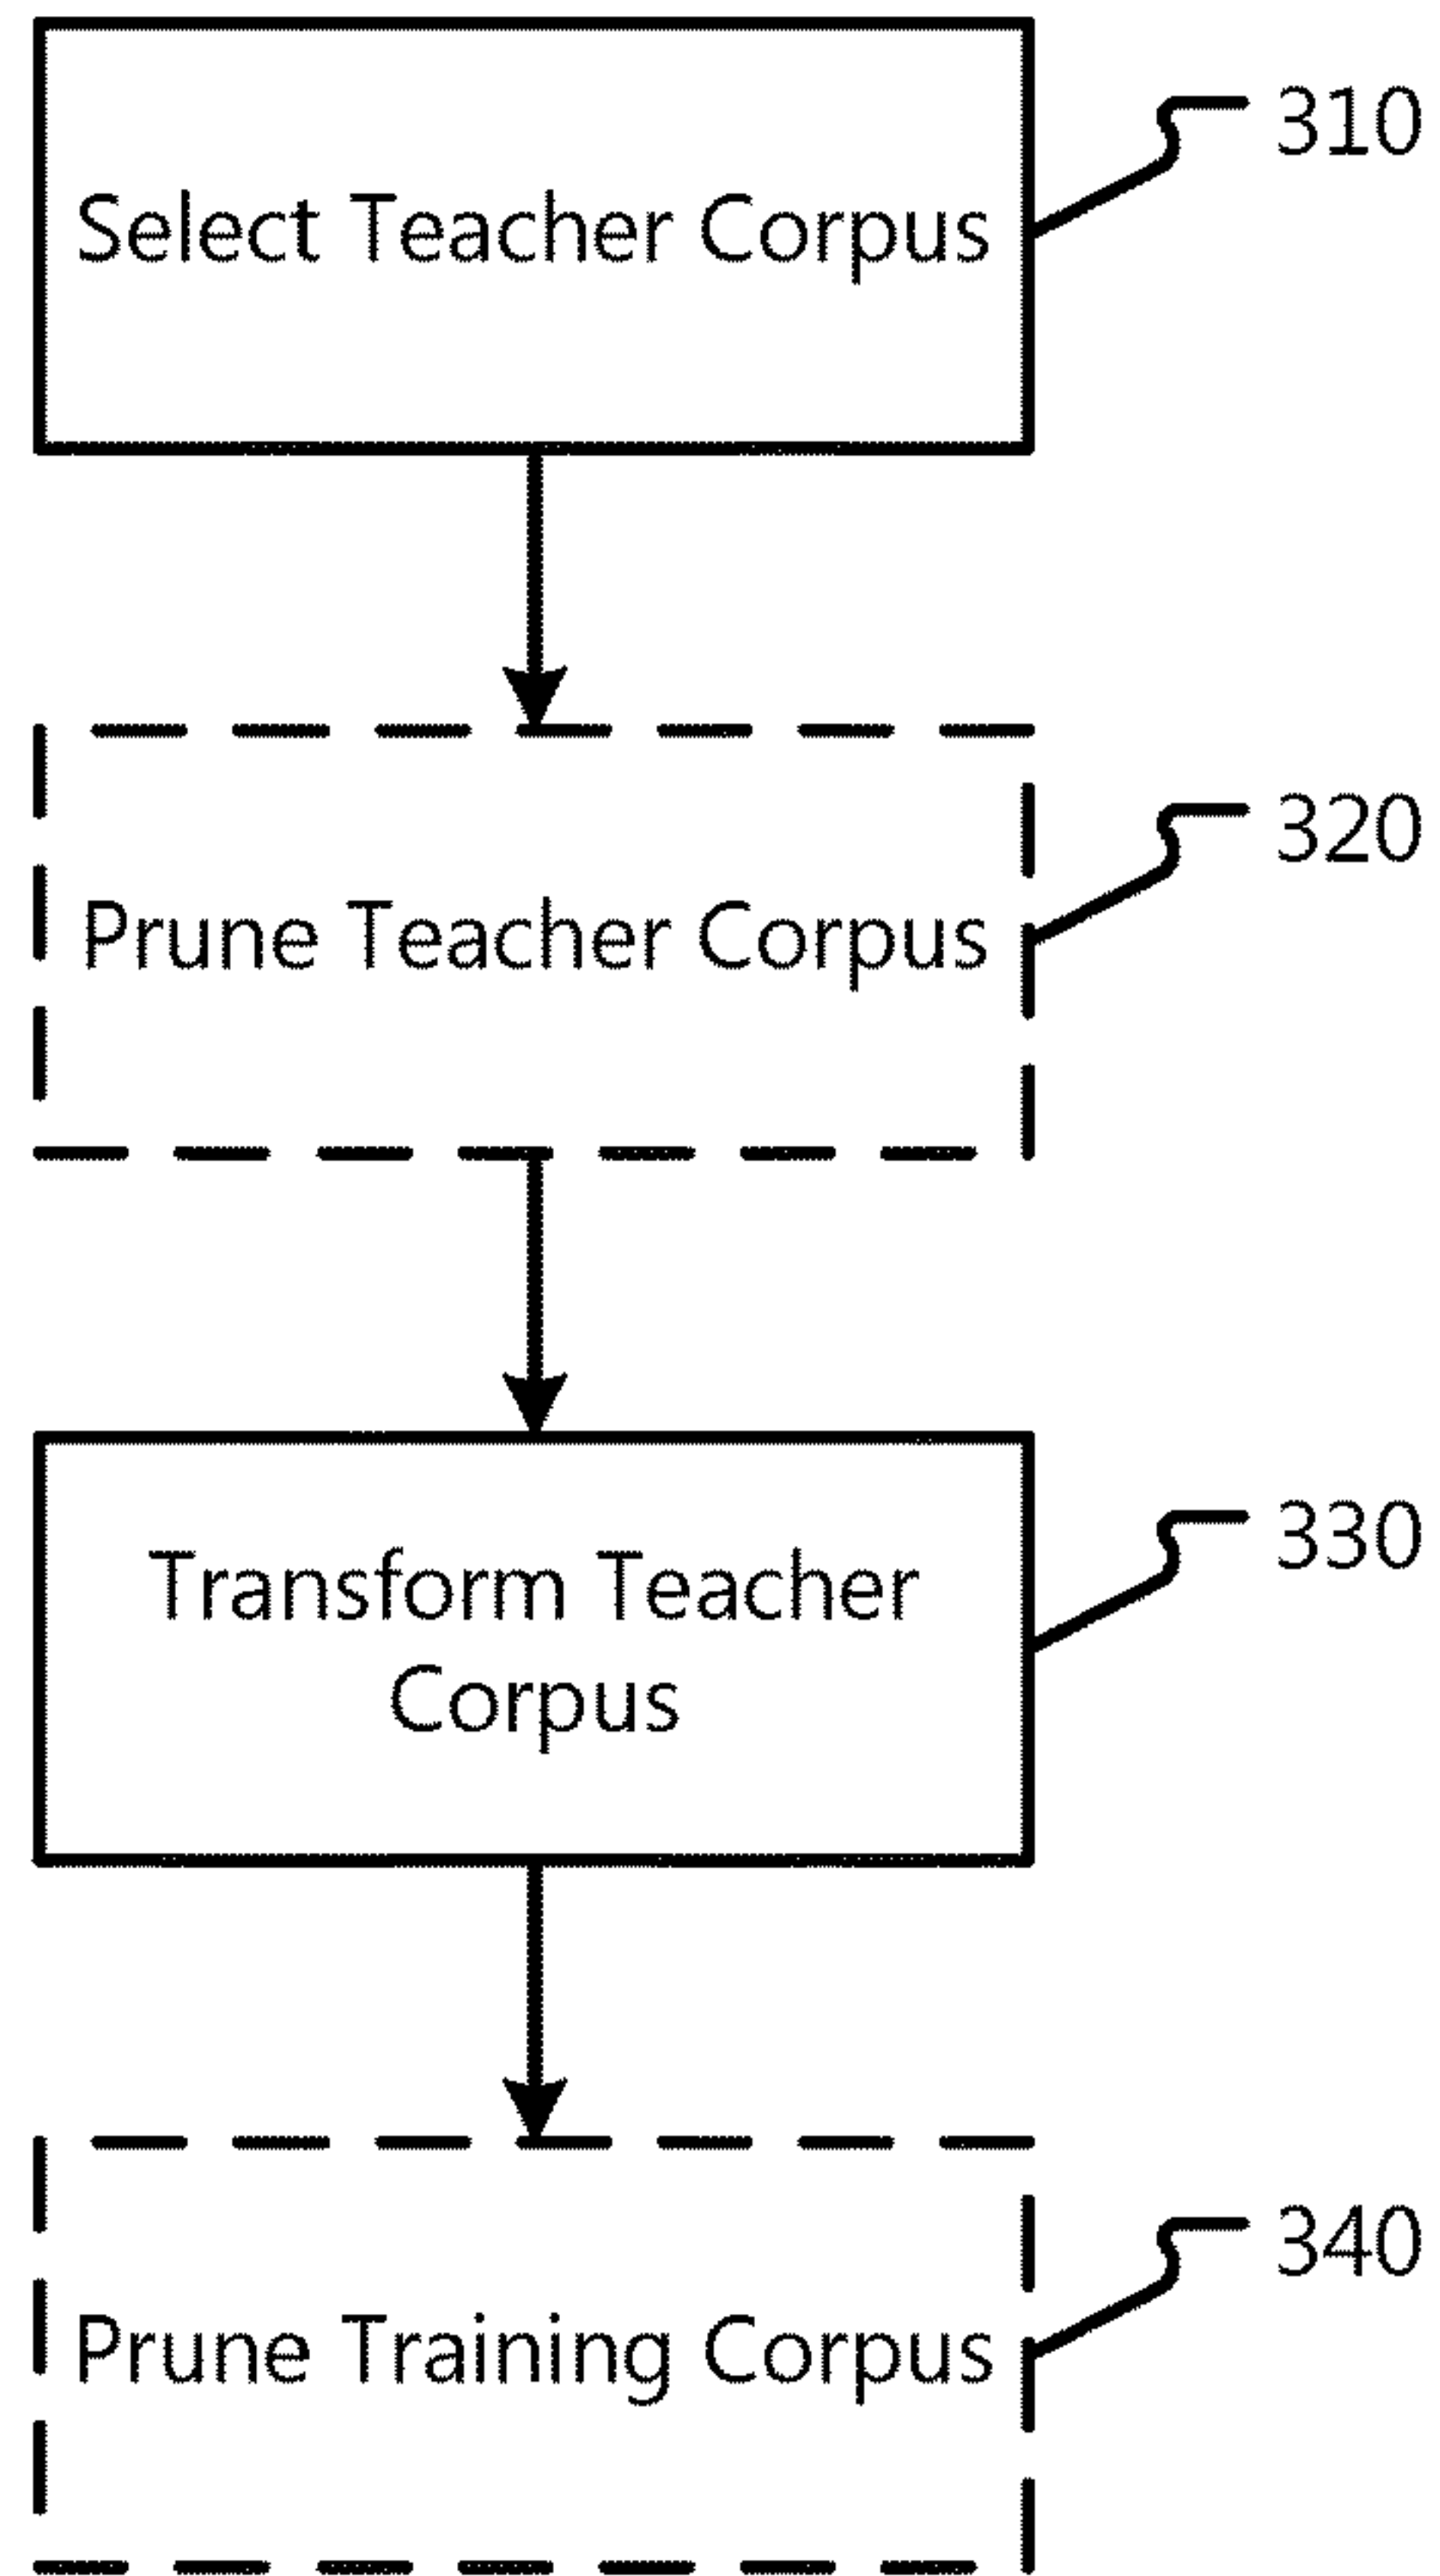 Select Teacher Corpus
310
Prune Teacher Corpus
320
Transform Teacher
Corpus
330
Prune Training Corpus
340